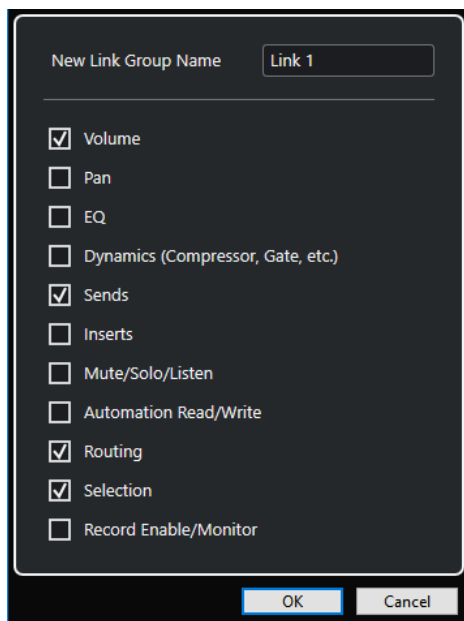 New Link Group Name Link 1
Volume
Pan
EQ
Dynamics (Compressor, Gate, etc.)
Sends
Inserts
Mute/Solo/Listen
Automation Read/Write
Routing
Selection
Record Enable/Monitor
OK Cancel